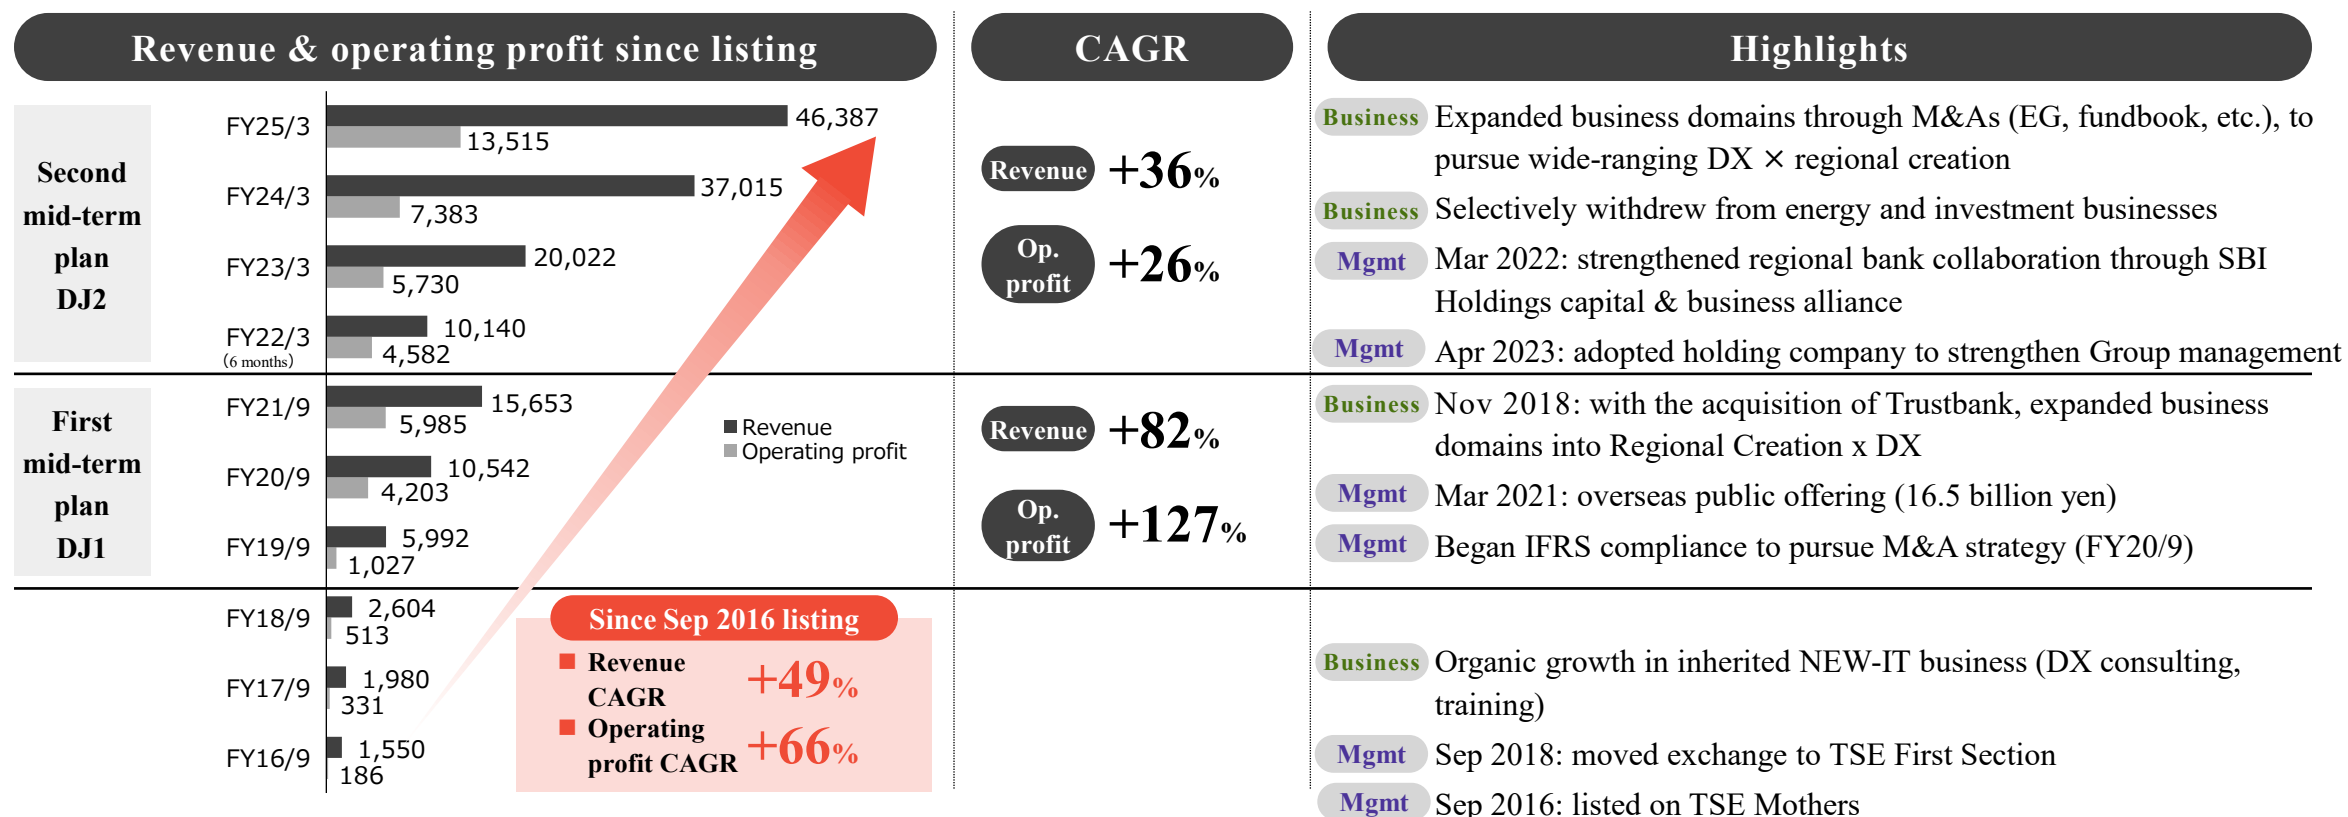 Revenue & operating profit since listing
CAGR
Highlights
Second
mid-term
plan
DJ2
FY25/3
46,387
13,515
FY24/3
37,015
7,383
FY23/3
20,022
5,730
FY22/3
(6 months)
10,140
4,582
Revenue
+36%
Op.
profit
+26%
Business Expanded business domains through M&As (EG, fundbook, etc.), to
pursue wide-ranging DX × regional creation
Business Selectively withdrew from energy and investment businesses
Mgmt Mar 2022: strengthened regional bank collaboration through SBI
Holdings capital & business alliance
Mgmt Apr 2023: adopted holding company to strengthen Group management
First
mid-term
plan
DJ1
FY21/9
15,653
5,985
FY20/9
10,542
4,203
FY19/9
5,992
1,027
Revenue
Operating profit
Revenue
+82%
Op.
profit
+127%
Business Nov 2018: with the acquisition of Trustbank, expanded business
domains into Regional Creation x DX
Mgmt Mar 2021: overseas public offering (16.5 billion yen)
Mgmt Began IFRS compliance to pursue M&A strategy (FY20/9)
FY18/9
2,604
513
FY17/9
1,980
331
FY16/9
1,550
186
Since Sep 2016 listing
Revenue
CAGR
+49%
Operating
profit CAGR
+66%
Business Organic growth in inherited NEW-IT business (DX consulting,
training)
Mgmt Sep 2018: moved exchange to TSE First Section
Mgmt Sep 2016: listed on TSE Mothers